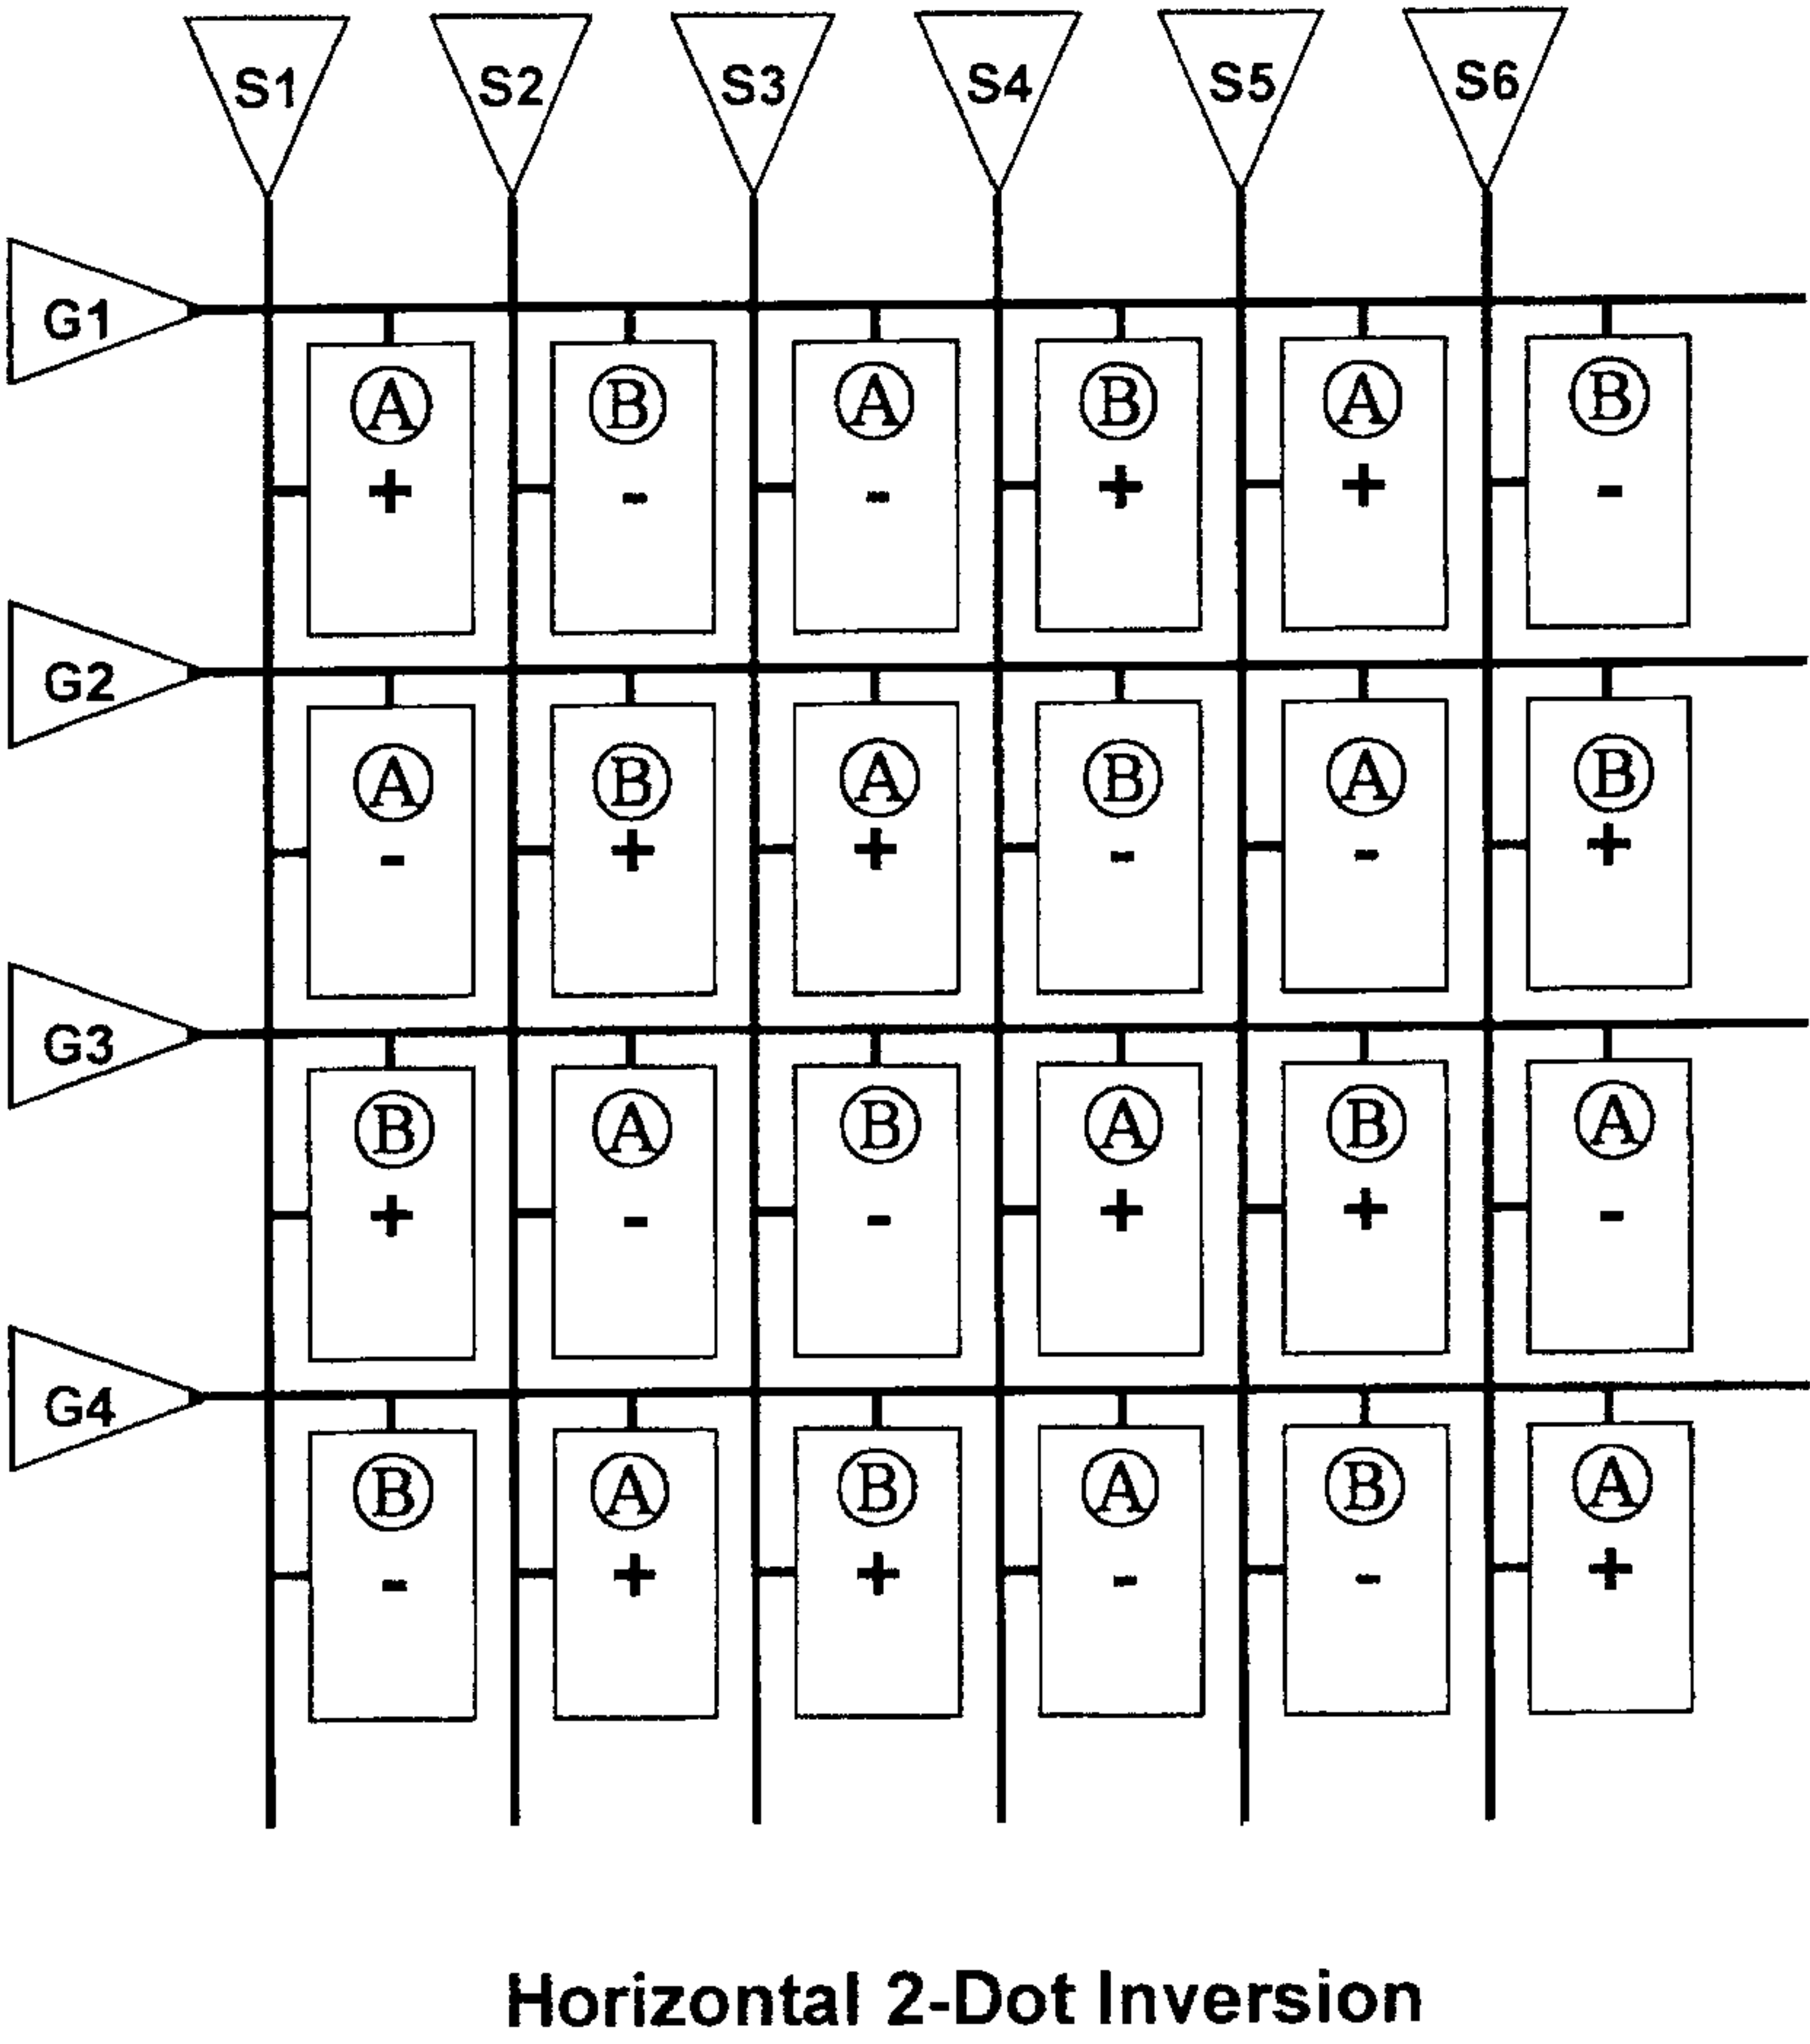 S1 S2 S3 S4 S5 S6
G1
A B A B A B
+ - - + + -
G2
A B A B A B
- + + - - +
G3
B A B A B A
+ - - + + -
G4
B A B A B A
- + + - - +
Horizontal 2-Dot Inversion